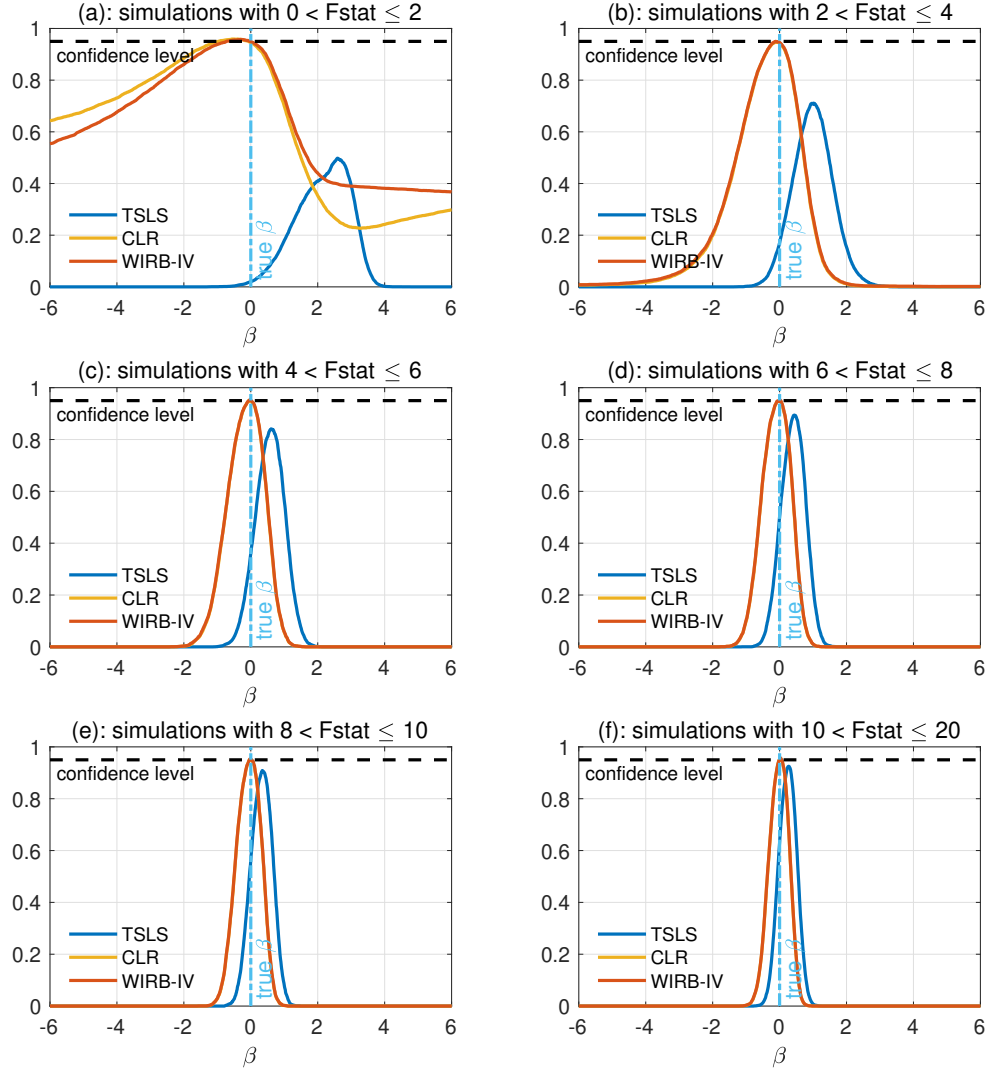 (a): simulations with 0 < Fstat ≤ 2
1
confidence level
0.8
0.6
0.4
TSLS
0.2
CLR
WIRB-IV
true β
0
-6 -4 -2 0 2 4 6
β
(b): simulations with 2 < Fstat ≤ 4
1
confidence level
0.8
0.6
0.4
TSLS
0.2
CLR
WIRB-IV
true β
0
-6 -4 -2 0 2 4 6
β
(c): simulations with 4 < Fstat ≤ 6
1
confidence level
0.8
0.6
0.4
TSLS
0.2
CLR
WIRB-IV
true β
0
-6 -4 -2 0 2 4 6
β
(d): simulations with 6 < Fstat ≤ 8
1
confidence level
0.8
0.6
0.4
TSLS
0.2
CLR
WIRB-IV
true β
0
-6 -4 -2 0 2 4 6
β
(e): simulations with 8 < Fstat ≤ 10
1
confidence level
0.8
0.6
0.4
TSLS
0.2
CLR
WIRB-IV
true β
0
-6 -4 -2 0 2 4 6
β
(f): simulations with 10 < Fstat ≤ 20
1
confidence level
0.8
0.6
0.4
TSLS
0.2
CLR
WIRB-IV
true β
0
-6 -4 -2 0 2 4 6
β